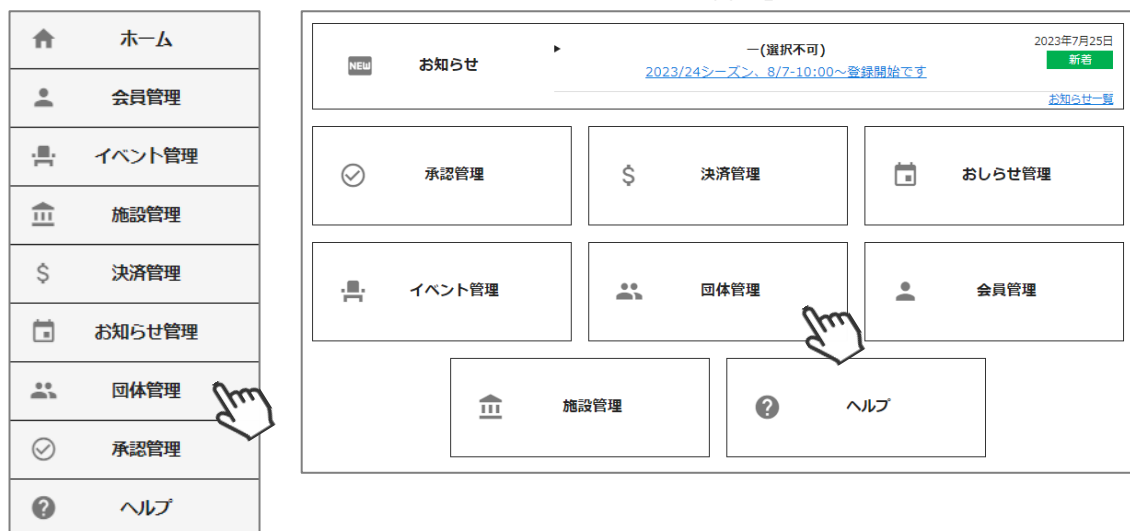 ホーム
会員管理
イベント管理
施設管理
決済管理
お知らせ管理
団体管理
承認管理
ヘルプ
NEW
お知らせ
―(選択不可)
2023/24シーズン、8/7-10:00～登録開始です
2023年7月25日
新着
お知らせ一覧
承認管理
決済管理
おしらせ管理
イベント管理
団体管理
会員管理
施設管理
ヘルプ